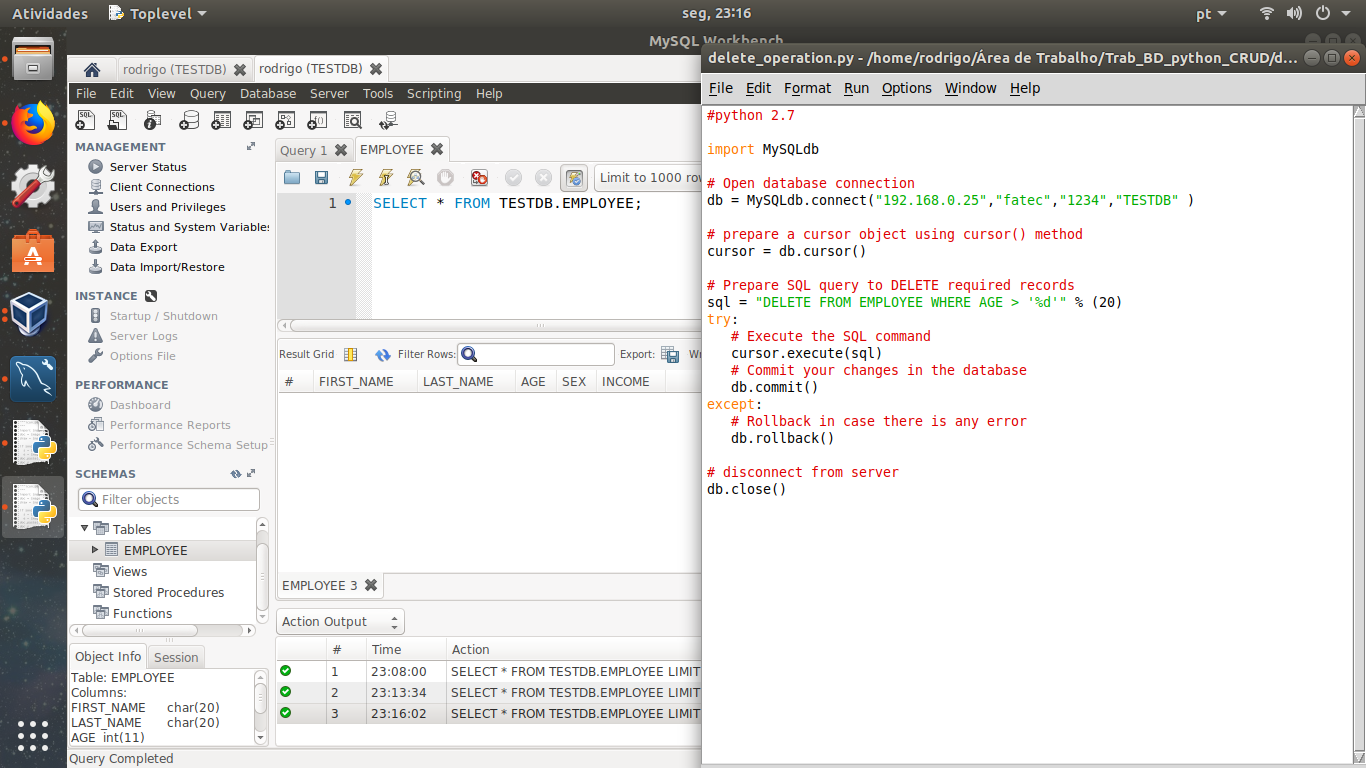 Atividades
Toplevel
seg, 23:16
pt
MySQL Workbench
rodrigo (TESTDB)
rodrigo (TESTDB)
File Edit View Query Database Server Tools Scripting Help
MANAGEMENT
Server Status
Client Connections
Users and Privileges
Status and System Variables
Data Export
Data Import/Restore
INSTANCE
Startup / Shutdown
Server Logs
Options File
PERFORMANCE
Dashboard
Performance Reports
Performance Schema Setup
SCHEMAS
Filter objects
Tables
EMPLOYEE
Views
Stored Procedures
Functions
Object Info Session
Table: EMPLOYEE
Columns:
FIRST_NAME char(20)
LAST_NAME char(20)
AGE int(11)
Query Completed
Query 1
EMPLOYEE
Limit to 1000 rov
1 SELECT * FROM TESTDB.EMPLOYEE;
Result Grid Filter Rows: Export:
# FIRST_NAME LAST_NAME AGE SEX INCOME
EMPLOYEE 3
Action Output
# Time Action
1 23:08:00 SELECT * FROM TESTDB.EMPLOYEE LIMIT
2 23:13:34 SELECT * FROM TESTDB.EMPLOYEE LIMIT
3 23:16:02 SELECT * FROM TESTDB.EMPLOYEE LIMIT
delete_operation.py - /home/rodrigo/Área de Trabalho/Trab_BD_python_CRUD/d...
File Edit Format Run Options Window Help
#python 2.7
import MySQLdb
# Open database connection
db = MySQLdb.connect("192.168.0.25","fatec","1234","TESTDB" )
# prepare a cursor object using cursor() method
cursor = db.cursor()
# Prepare SQL query to DELETE required records
sql = "DELETE FROM EMPLOYEE WHERE AGE > '%d'" % (20)
try:
# Execute the SQL command
cursor.execute(sql)
# Commit your changes in the database
db.commit()
except:
# Rollback in case there is any error
db.rollback()
# disconnect from server
db.close()